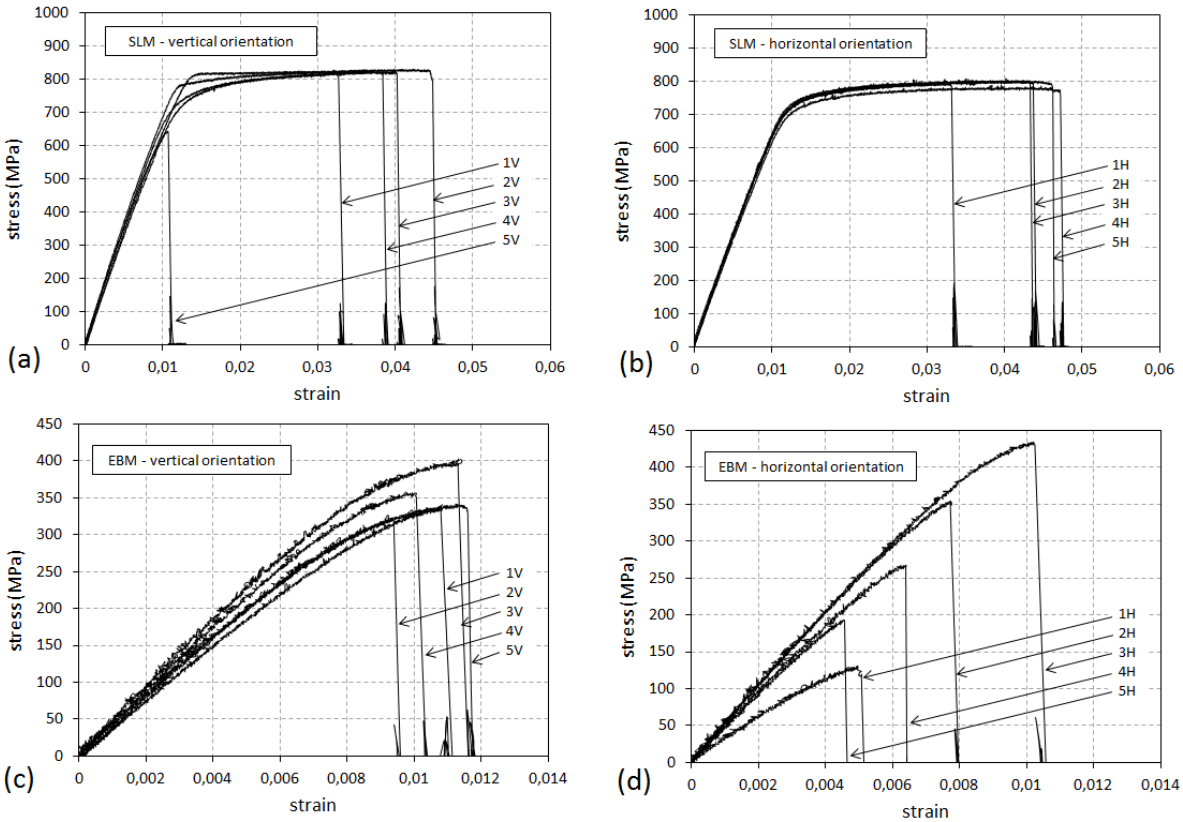 SLM - vertical orientation
stress (MPa)
1000
900
800
700
600
500
400
300
200
100
0
1V
2V
3V
4V
5V
0 0,01 0,02 0,03 0,04 0,05 0,06
strain
(a)
SLM - horizontal orientation
stress (MPa)
1000
900
800
700
600
500
400
300
200
100
0
1H
2H
3H
4H
5H
0 0,01 0,02 0,03 0,04 0,05 0,06
strain
(b)
EBM - vertical orientation
stress (MPa)
450
400
350
300
250
200
150
100
50
0
1V
2V
3V
4V
5V
0 0,002 0,004 0,006 0,008 0,01 0,012 0,014
strain
(c)
EBM - horizontal orientation
stress (MPa)
450
400
350
300
250
200
150
100
50
0
1H
2H
3H
4H
5H
0 0,002 0,004 0,006 0,008 0,01 0,012 0,014
strain
(d)